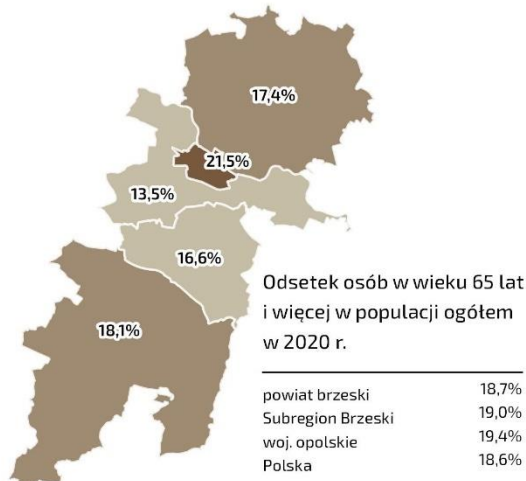 17,4%
21,5%
13,5%
16,6%
18,1%
Odsetek osób w wieku 65 lat
i więcej w populacji ogółem
w 2020 r.
powiat brzeski 18,7%
Subregion Brzeski 19,0%
woj. opolskie 19,4%
Polska 18,6%